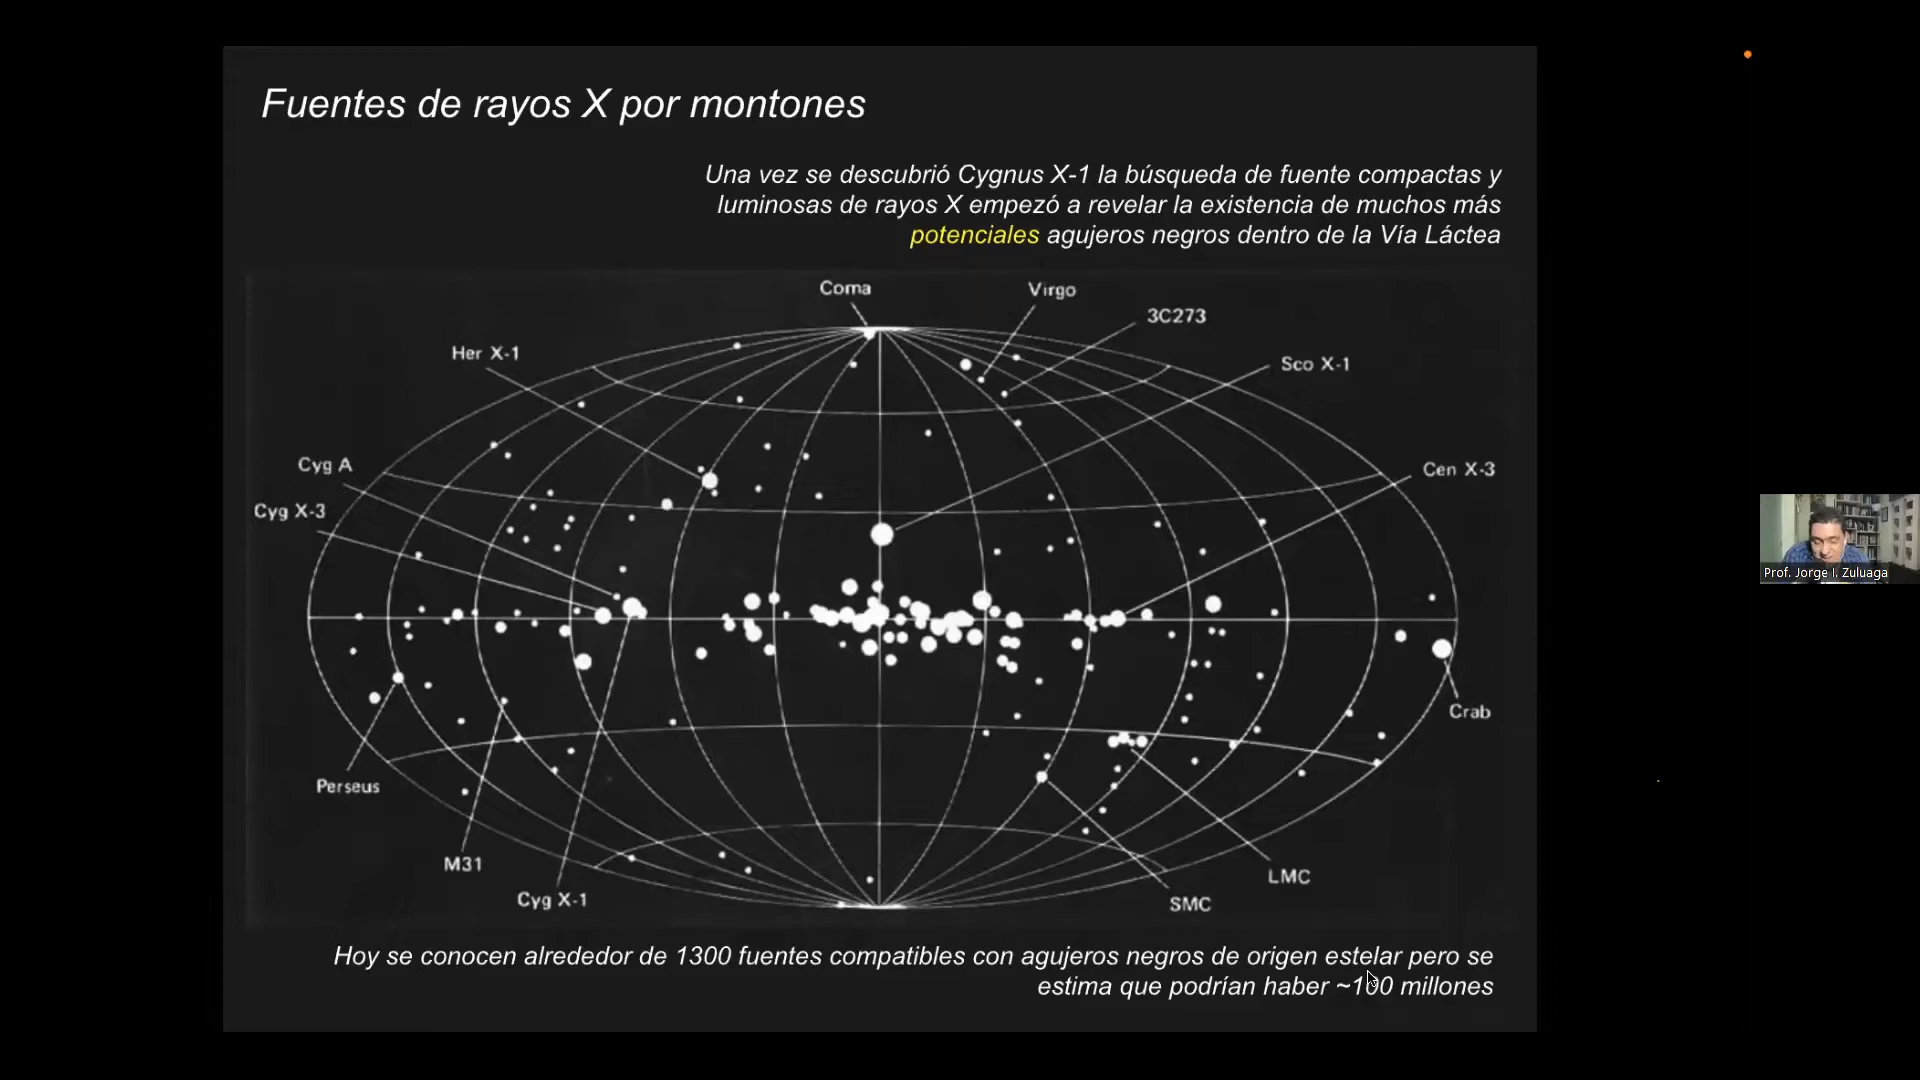 Fuentes de rayos X por montones
Una vez se descubrió Cygnus X-1 la búsqueda de fuente compactas y
luminosas de rayos X empezó a revelar la existencia de muchos más
potenciales agujeros negros dentro de la Vía Láctea
Coma
Virgo
3C273
Her X-1
Sco X-1
Cyg A
Cen X-3
Cyg X-3
Crab
Perseus
M31
Cyg X-1
LMC
SMC
Hoy se conocen alrededor de 1300 fuentes compatibles con agujeros negros de origen estelar pero se
estima que podrían haber ~100 millones
Prof. Jorge I. Zuluaga